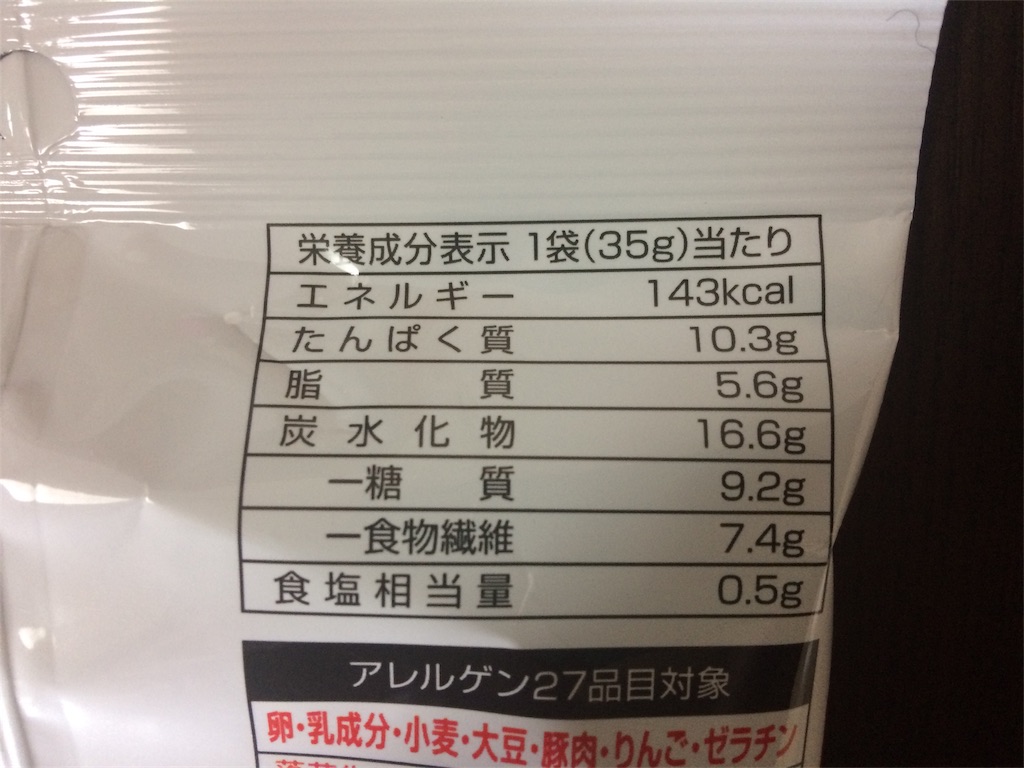 栄養成分表示 1袋(35g)当たり
エネルギー 143kcal
たんぱく質 10.3g
脂質 5.6g
炭水化物 16.6g
ー糖質 9.2g
ー食物繊維 7.4g
食塩相当量 0.5g
アレルゲン27品目対象
卵・乳成分・小麦・大豆・豚肉・りんご・ゼラチン